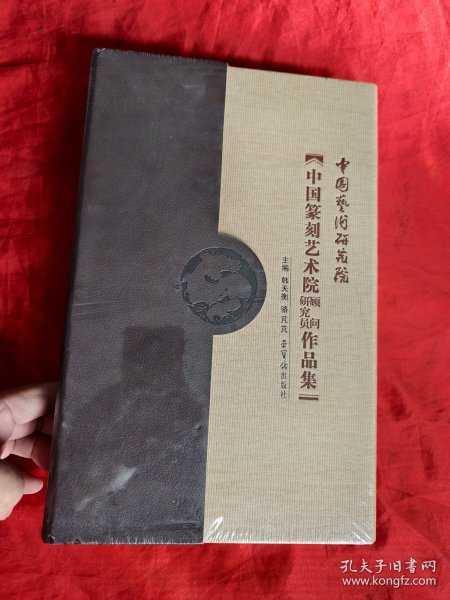 中国艺术研究院
【《中国篆刻艺术院顾问研究员作品集】
主编 韩天衡 骆芃芃
荣宝斋出版社
孔夫子旧书网
www.kongfz.com